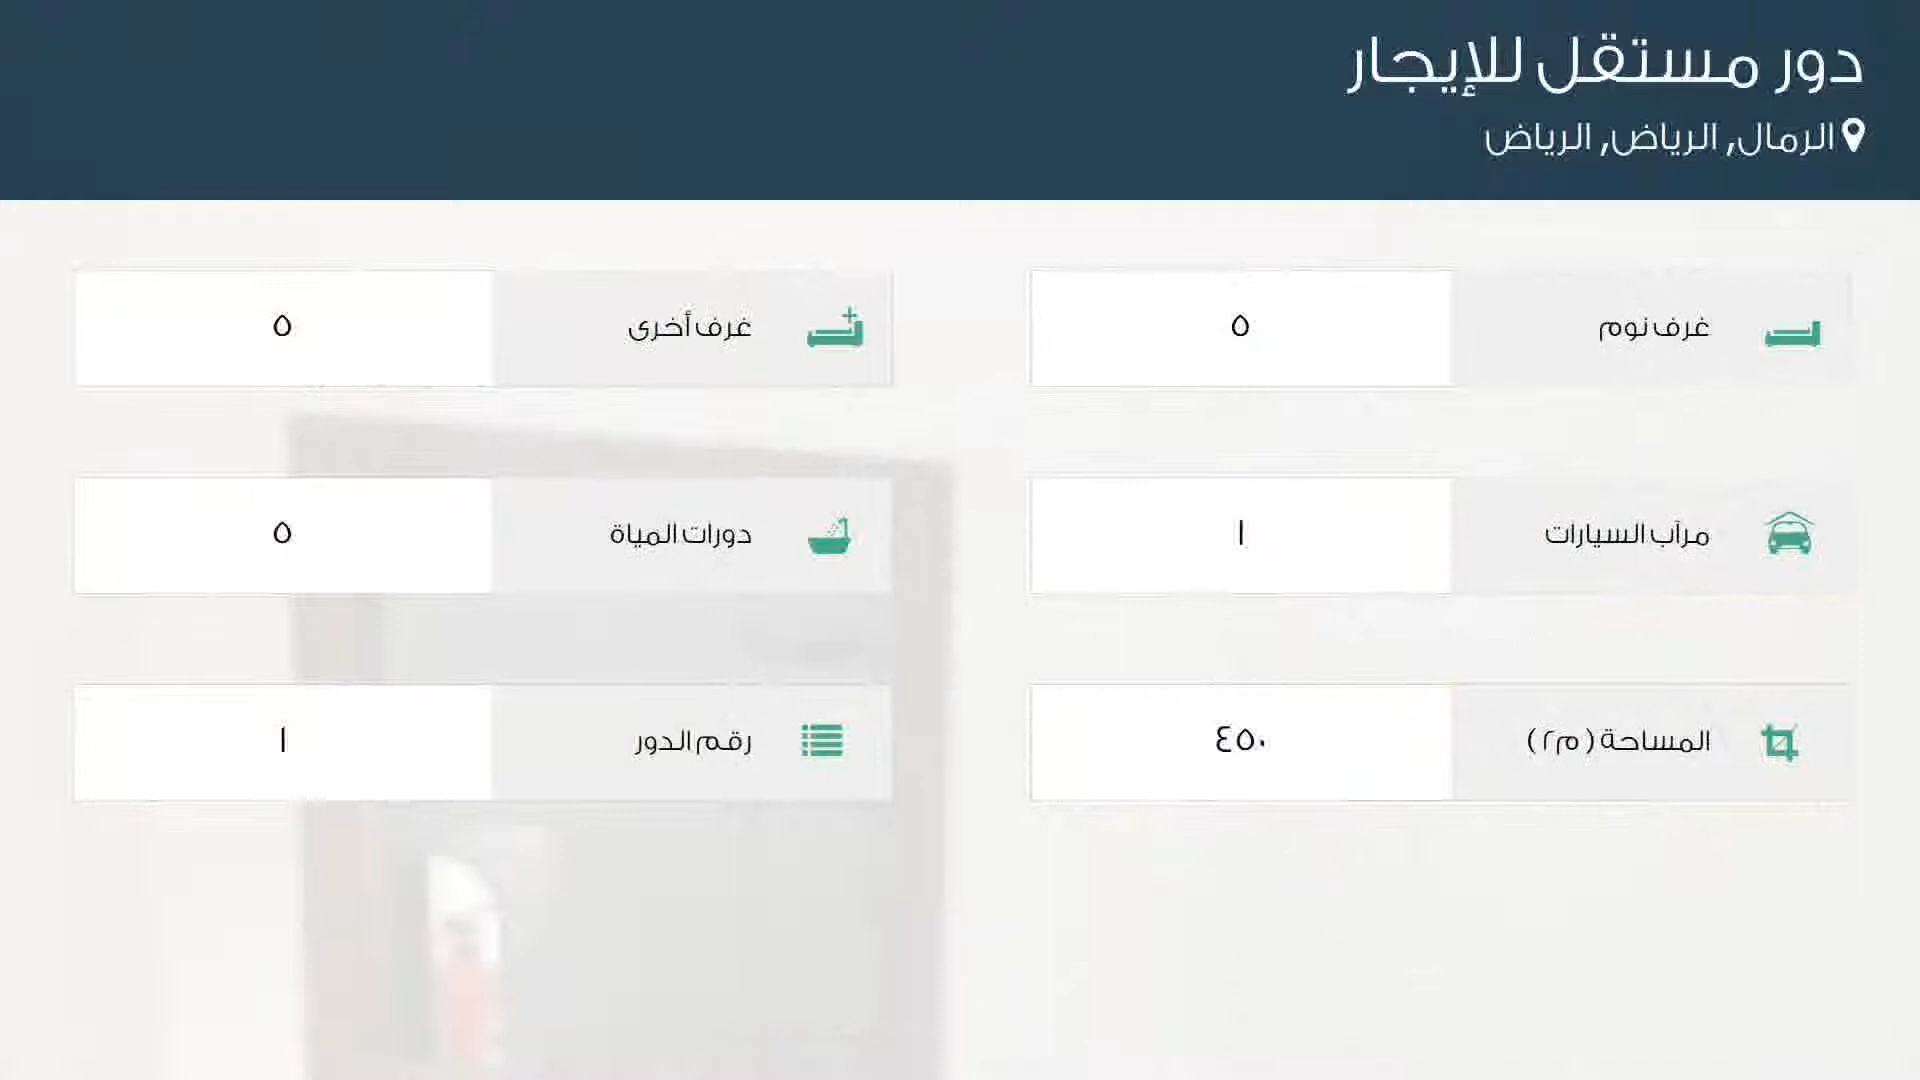 دور مستقل للإيجار
الرمال, الرياض, الرياض
غرف نوم ٥
غرف أخرى ٥
مرآب السيارات ١
دورات المياة ٥
المساحة ( م٢ ) ٤٥٠
رقم الدور ١